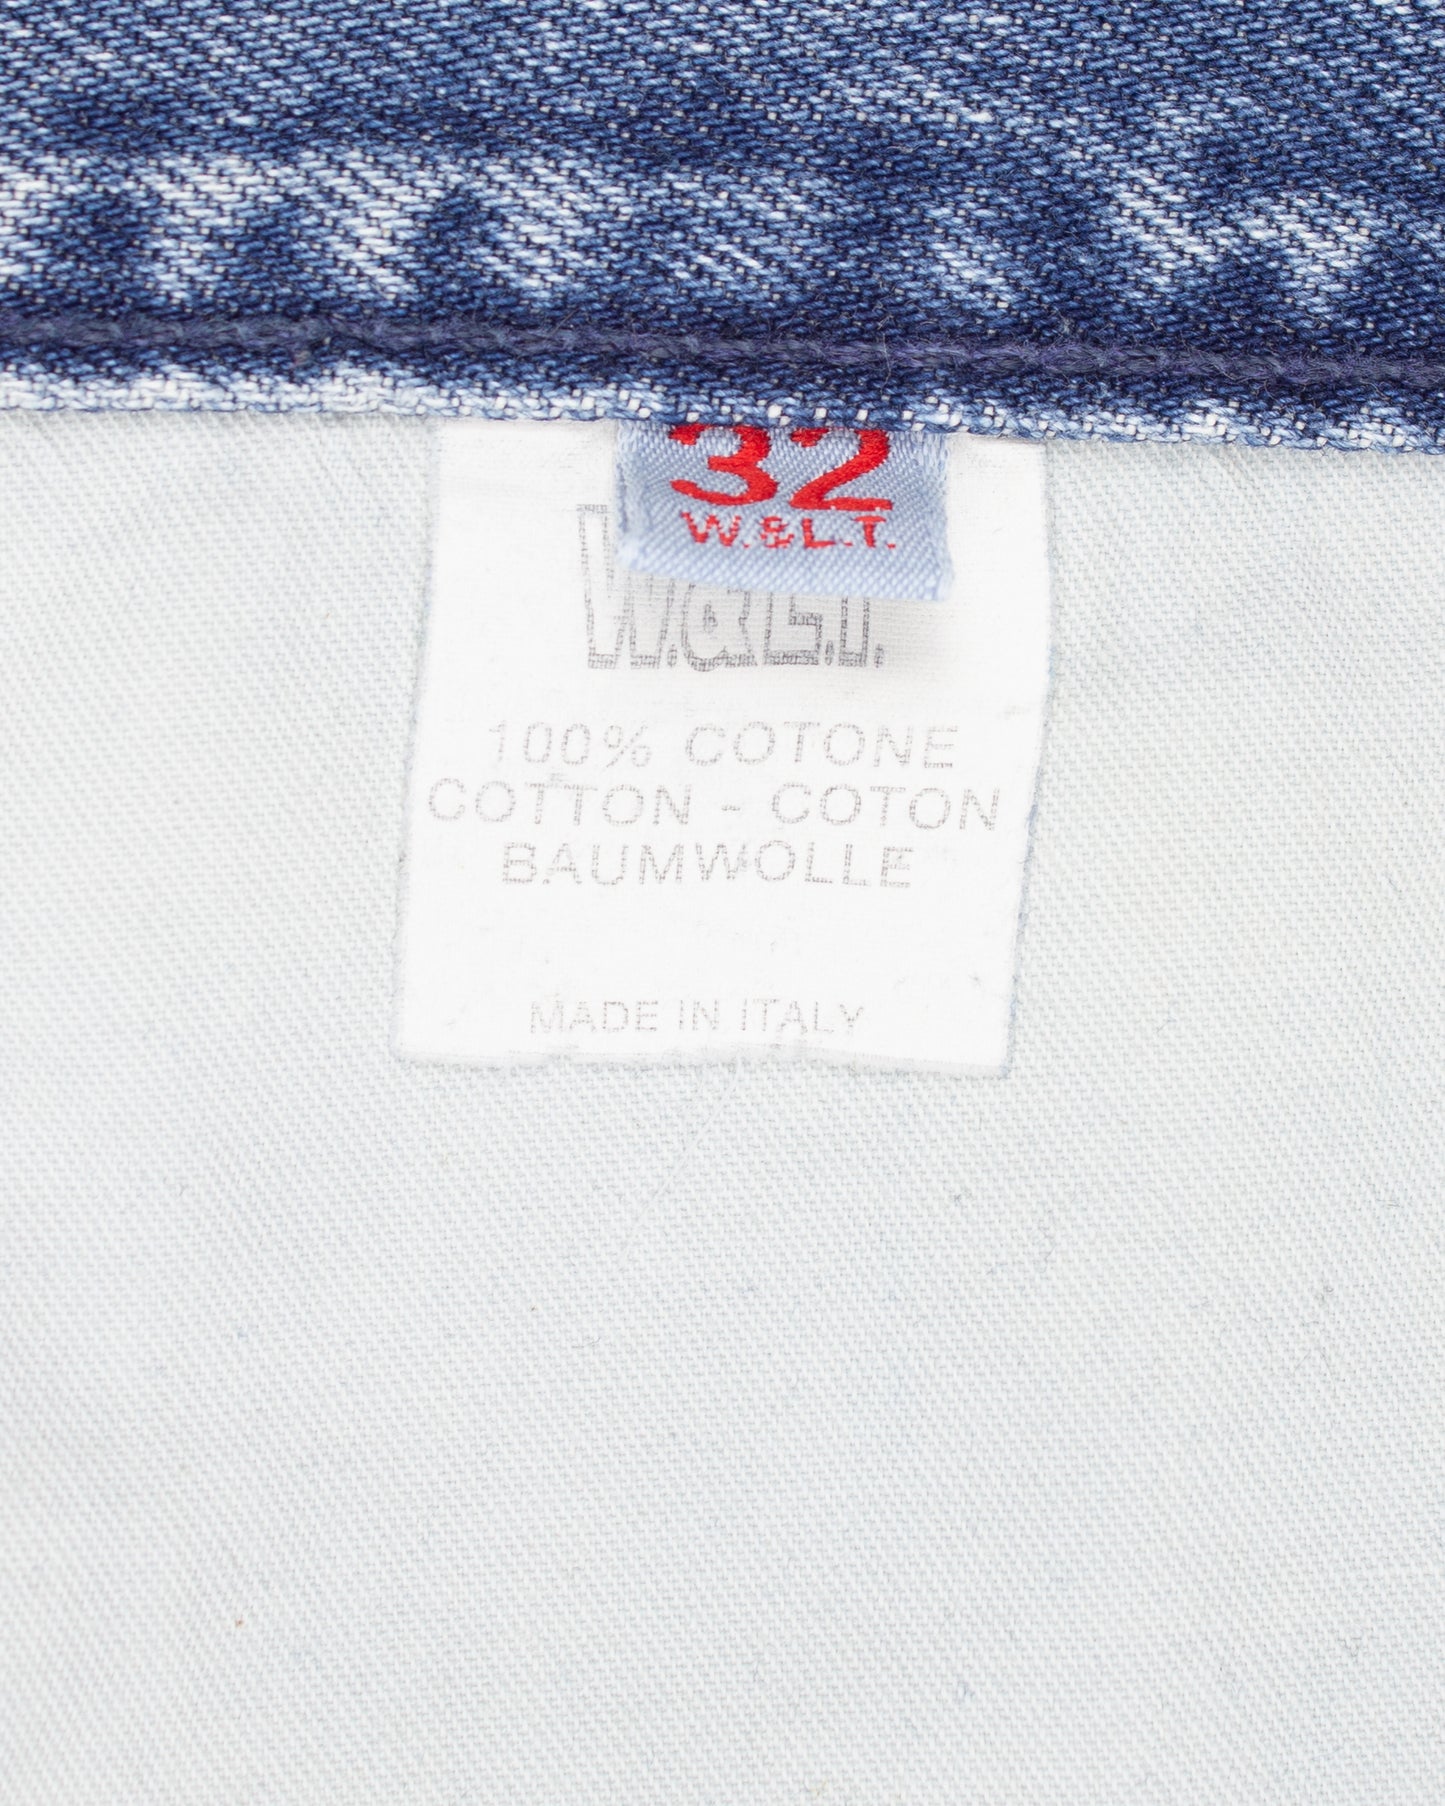 32
W.&L.T.
W.&L.T.
100% COTONE
COTTON - COTON
BAUMWOLLE
MADE IN ITALY